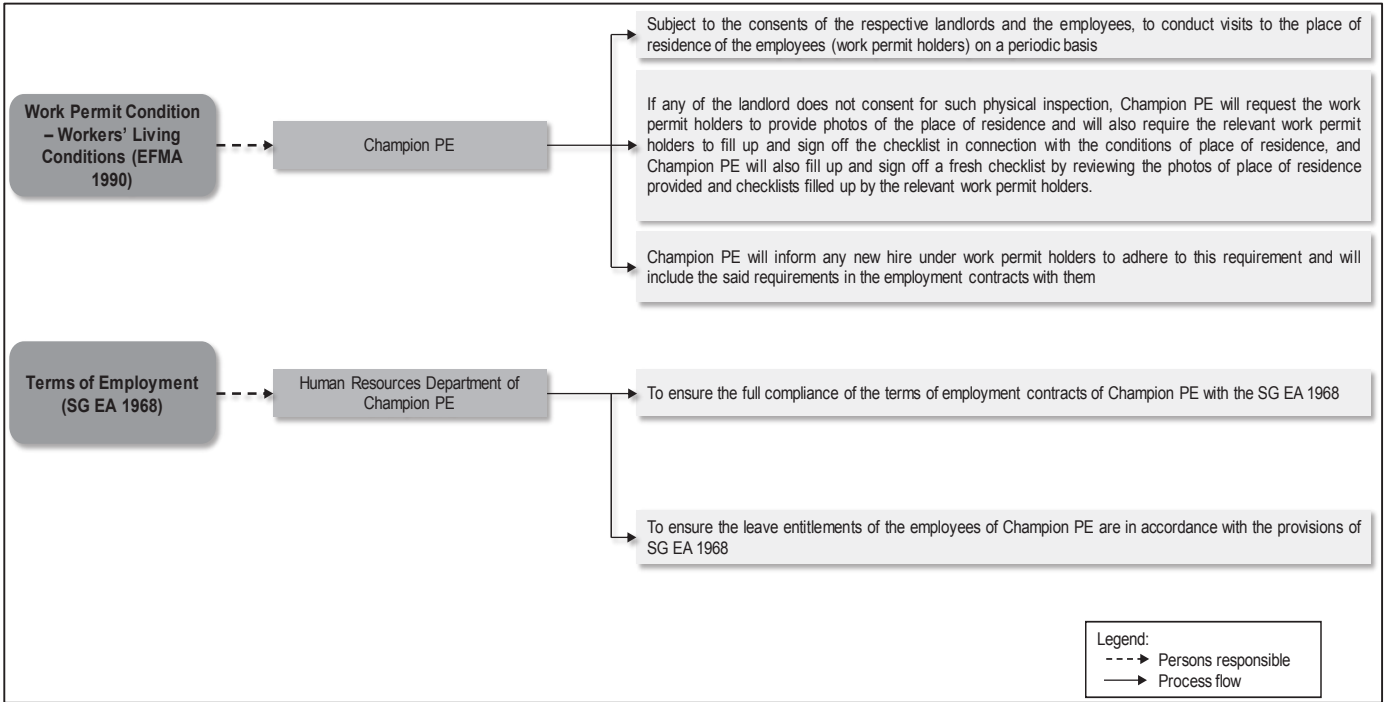 Subject to the consents of the respective landlords and the employees, to conduct visits to the place of
residence of the employees (work permit holders) on a periodic basis
Work Permit Condition
– Workers' Living
Conditions (EFMA
1990)
Champion PE
If any of the landlord does not consent for such physical inspection, Champion PE will request the work
permit holders to provide photos of the place of residence and will also require the relevant work permit
holders to fill up and sign off the checklist in connection with the conditions of place of residence, and
Champion PE will also fill up and sign off a fresh checklist by reviewing the photos of place of residence
provided and checklists filled up by the relevant work permit holders.
Champion PE will inform any new hire under work permit holders to adhere to this requirement and will
include the said requirements in the employment contracts with them
Terms of Employment
(SG EA 1968)
Human Resources Department of
Champion PE
To ensure the full compliance of the terms of employment contracts of Champion PE with the SG EA 1968
To ensure the leave entitlements of the employees of Champion PE are in accordance with the provisions of
SG EA 1968
Legend:
Persons responsible
Process flow